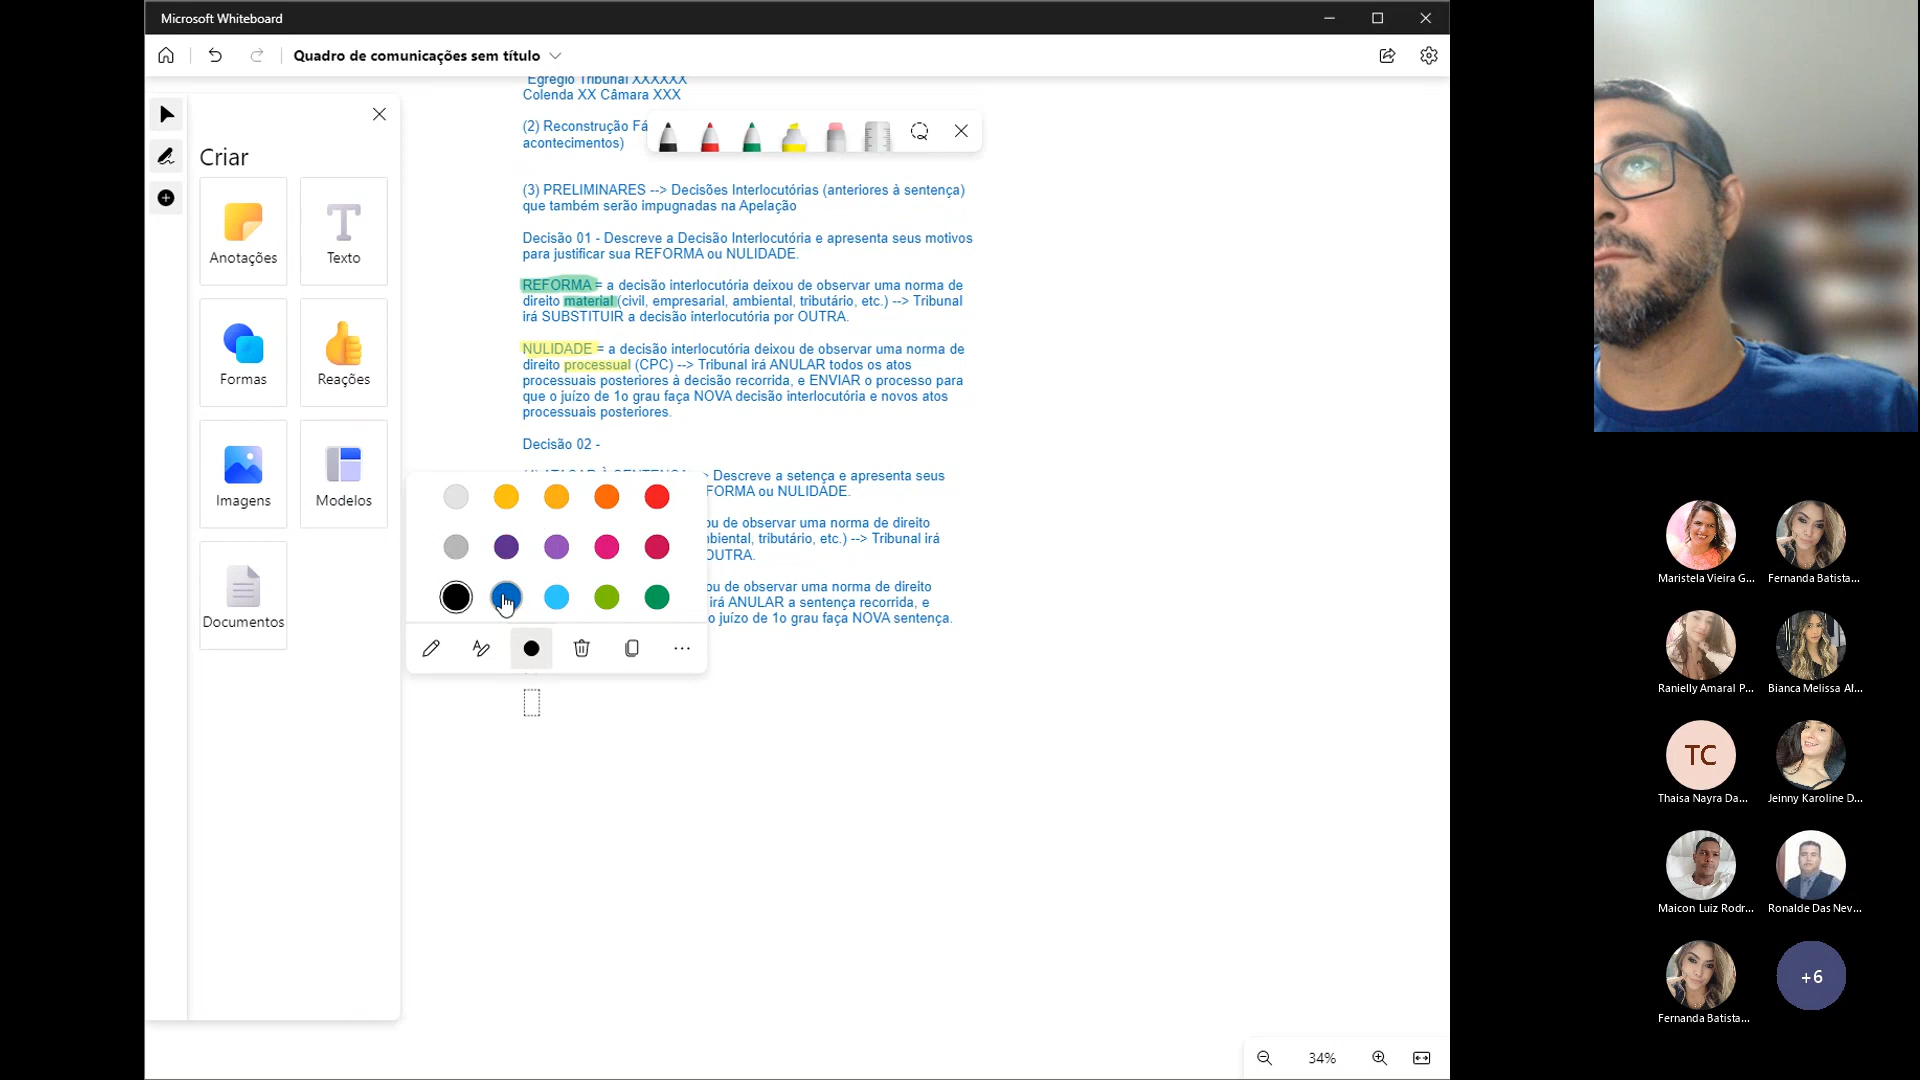 Microsoft Whiteboard
Quadro de comunicações sem título
Criar
Anotações
Texto
Formas
Reações
Imagens
Modelos
Documentos
Egrégio Tribunal XXXXXX
Colenda XX Câmara XXX
(2) Reconstrução Fá
acontecimentos)
(3) PRELIMINARES --> Decisões Interlocutórias (anteriores à sentença)
que também serão impugnadas na Apelação
Decisão 01 - Descreve a Decisão Interlocutória e apresenta seus motivos
para justificar sua REFORMA ou NULIDADE.
REFORMA = a decisão interlocutória deixou de observar uma norma de
direito material (civil, empresarial, ambiental, tributário, etc.) --> Tribunal
irá SUBSTITUIR a decisão interlocutória por OUTRA.
NULIDADE = a decisão interlocutória deixou de observar uma norma de
direito processual (CPC) --> Tribunal irá ANULAR todos os atos
processuais posteriores à decisão recorrida, e ENVIAR o processo para
que o juízo de 1o grau faça NOVA decisão interlocutória e novos atos
processuais posteriores.
Decisão 02 -
> Descreve a setença e apresenta seus
FORMA ou NULIDADE.
ou de observar uma norma de direito
mbiental, tributário, etc.) --> Tribunal irá
OUTRA.
ou de observar uma norma de direito
irá ANULAR a sentença recorrida, e
o juízo de 1o grau faça NOVA sentença.
34%
Maristela Vieira G...
Fernanda Batista...
Ranielly Amaral P...
Bianca Melissa Al...
TC
Thaisa Nayra Da...
Jeinny Karoline D...
Maicon Luiz Rodr...
Ronalde Das Nev...
Fernanda Batista...
+6